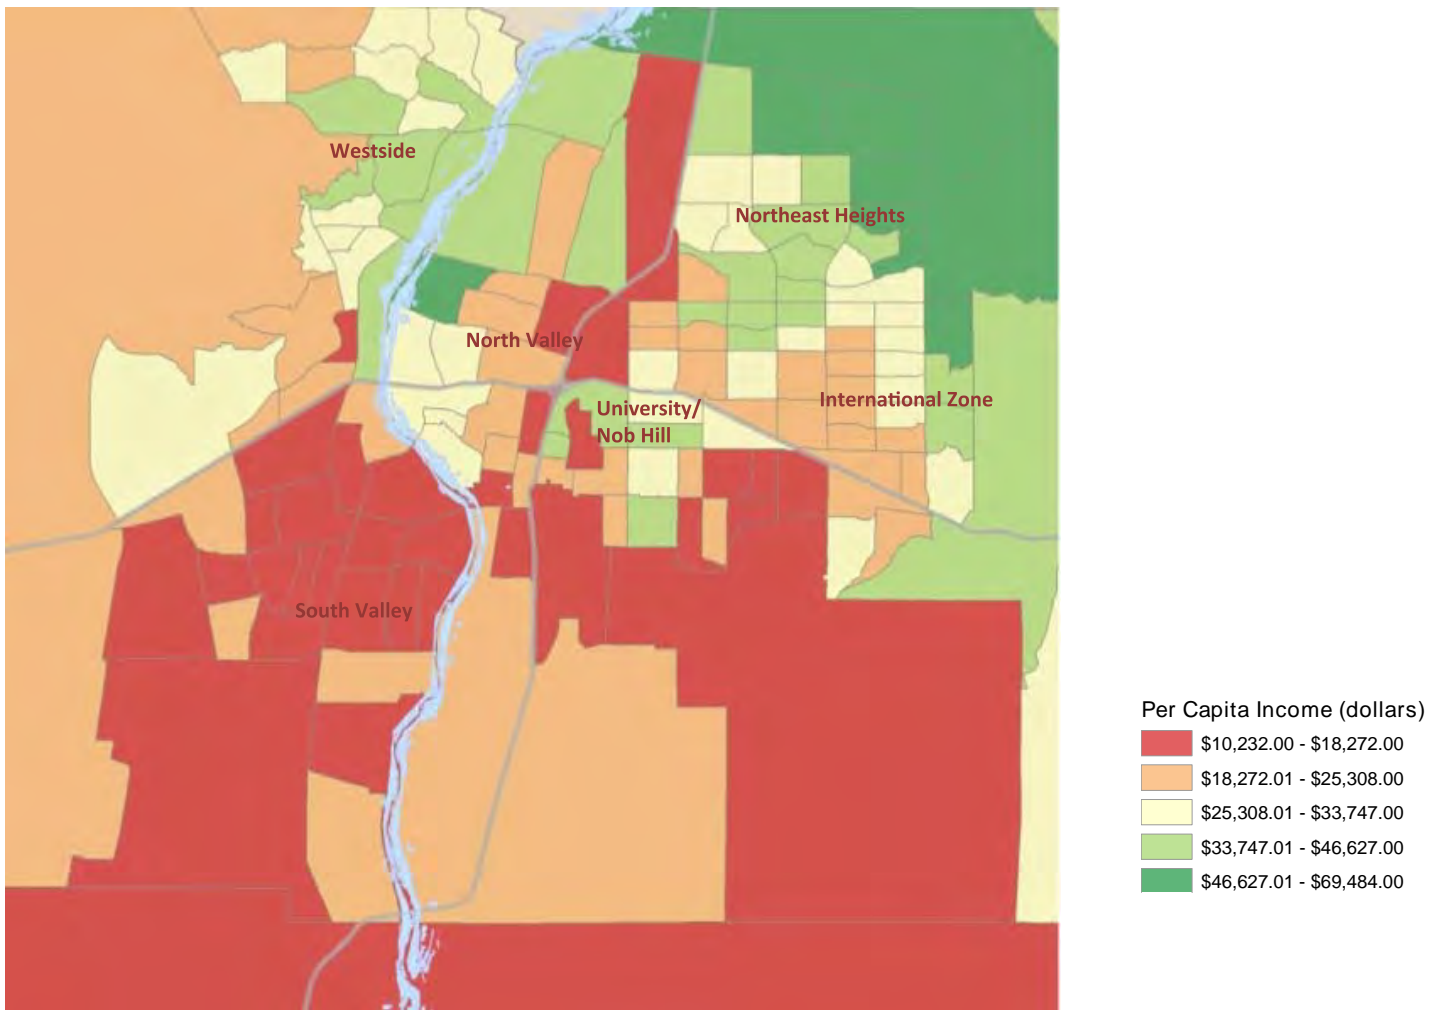 Westside
Northeast Heights
North Valley
International Zone
University/
Nob Hill
South Valley
Per Capita Income (dollars)
$10,232.00 - $18,272.00
$18,272.01 - $25,308.00
$25,308.01 - $33,747.00
$33,747.01 - $46,627.00
$46,627.01 - $69,484.00